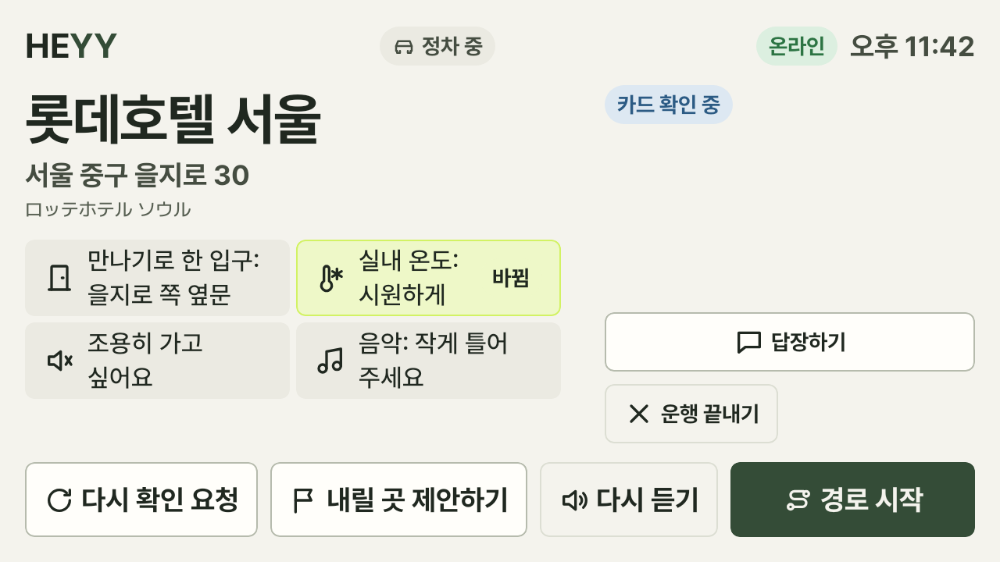 HEYY
정차 중
온라인
오후 11:42
롯데호텔 서울
카드 확인 중
서울 중구 을지로 30
ロッテホテル ソウル
만나기로 한 입구:
을지로 쪽 옆문
실내 온도:
시원하게
바뀜
조용히 가고
싶어요
음악: 작게 틀어
주세요
답장하기
운행 끝내기
다시 확인 요청
내릴 곳 제안하기
다시 듣기
경로 시작